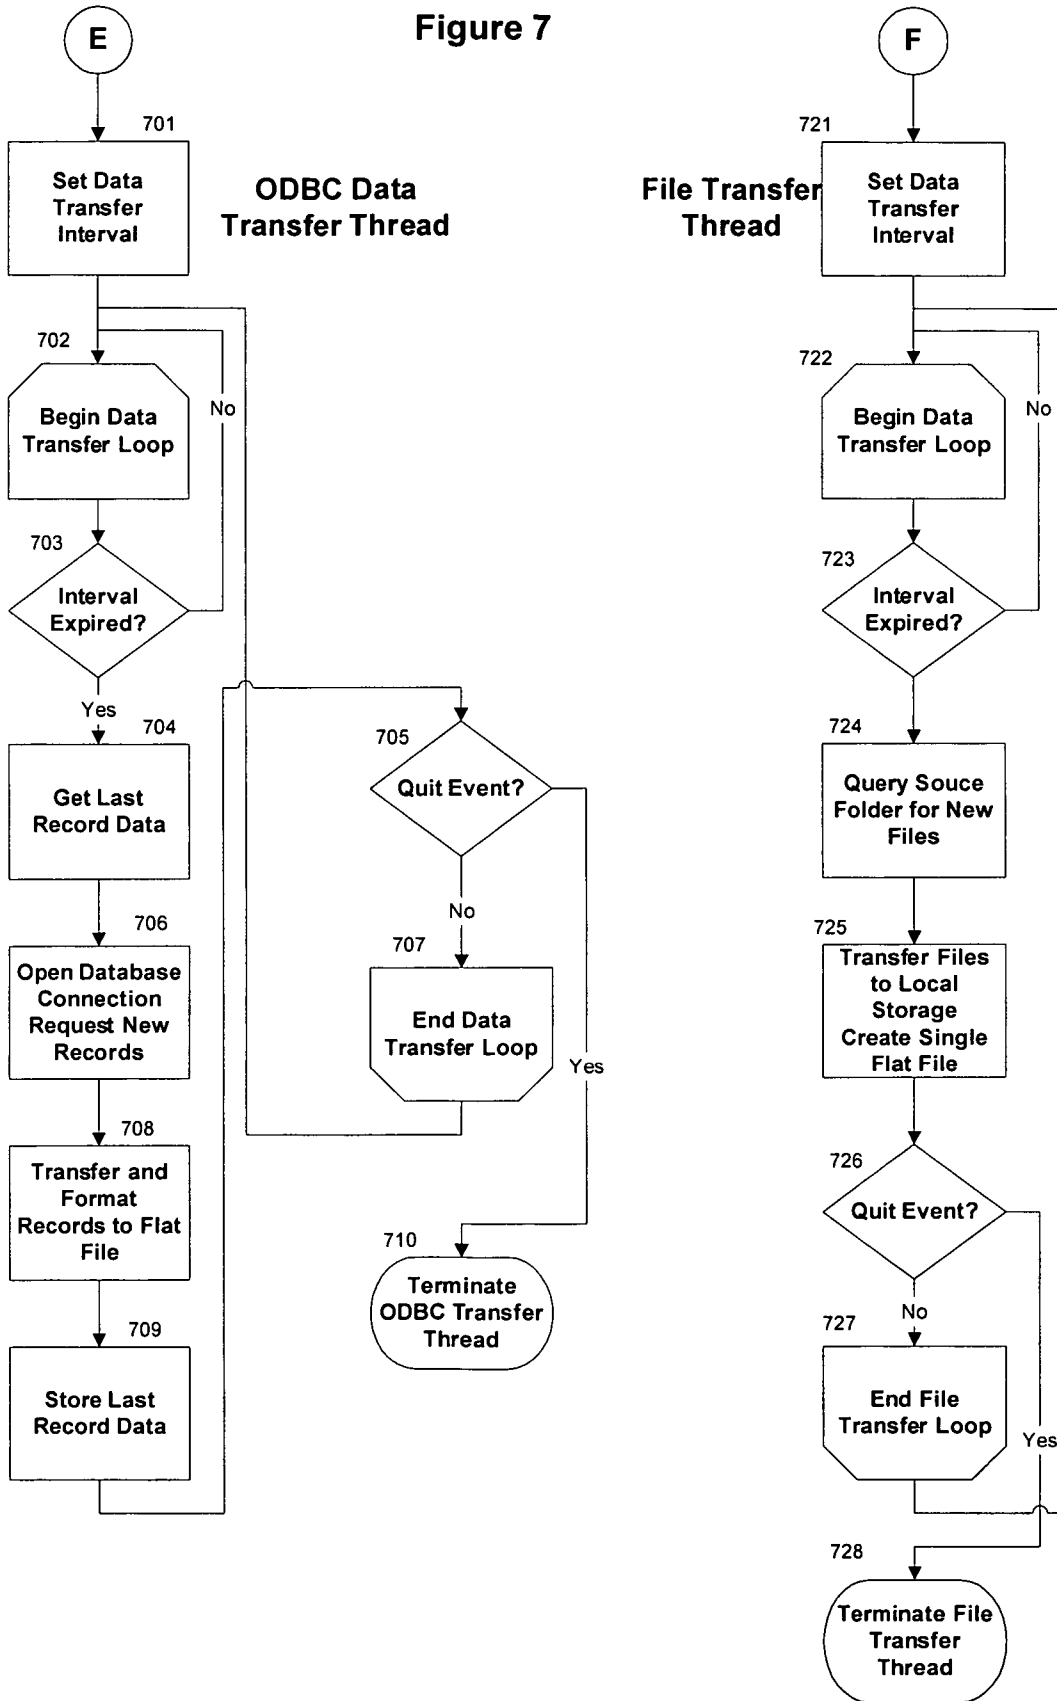 Figure 7
E
701
Set Data
Transfer
Interval
ODBC Data
Transfer Thread
702
Begin Data
Transfer Loop
No
703
Interval
Expired?
Yes
704
Get Last
Record Data
706
Open Database
Connection
Request New
Records
708
Transfer and
Format
Records to Flat
File
709
Store Last
Record Data
705
Quit Event?
No
707
End Data
Transfer Loop
Yes
710
Terminate
ODBC Transfer
Thread
F
721
Set Data
Transfer
Interval
File Transfer
Thread
722
Begin Data
Transfer Loop
No
723
Interval
Expired?
724
Query Souce
Folder for New
Files
725
Transfer Files
to Local
Storage
Create Single
Flat File
726
Quit Event?
No
727
End File
Transfer Loop
Yes
728
Terminate File
Transfer
Thread